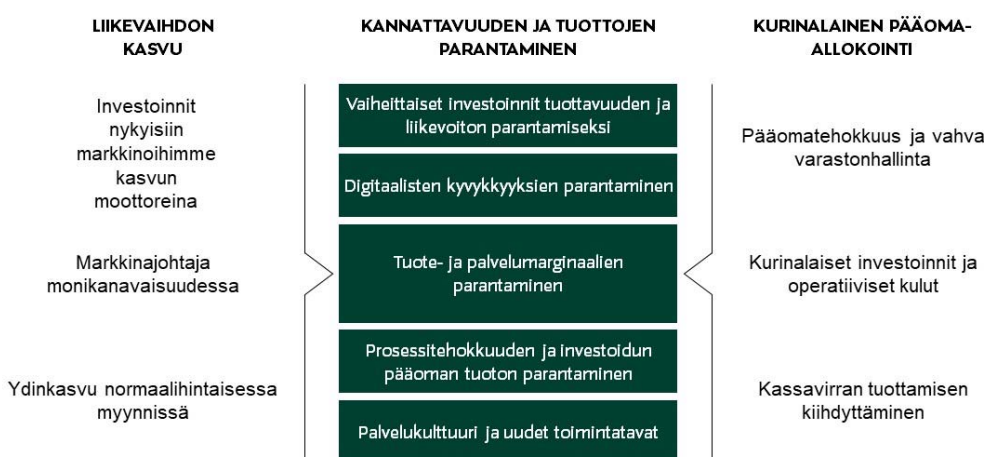 LIIKEVAIHDON
KASVU
Investoinnit
nykyisiin
markkinoihimme
kasvun
moottoreina
Markkinajohtaja
monikanavaisuudessa
Ydinkasvu normaalihintaisessa
myynnissä
KANNATTAVUUDEN JA TUOTTOJEN
PARANTAMINEN
Vaiheittaiset investoinnit tuottavuuden ja
liikevoiton parantamiseksi
Digitaalisten kyvykkyyksien parantaminen
Tuote- ja palvelumarginaalien
parantaminen
Prosessitehokkuuden ja investoidun
pääoman tuoton parantaminen
Palvelukulttuuri ja uudet toimintatavat
KURINALAINEN PÄÄOMA-
ALLOKOINTI
Pääomatehokkuus ja vahva
varastonhallinta
Kurinalaiset investoinnit ja
operatiiviset kulut
Kassavirran tuottamisen
kiihdyttäminen